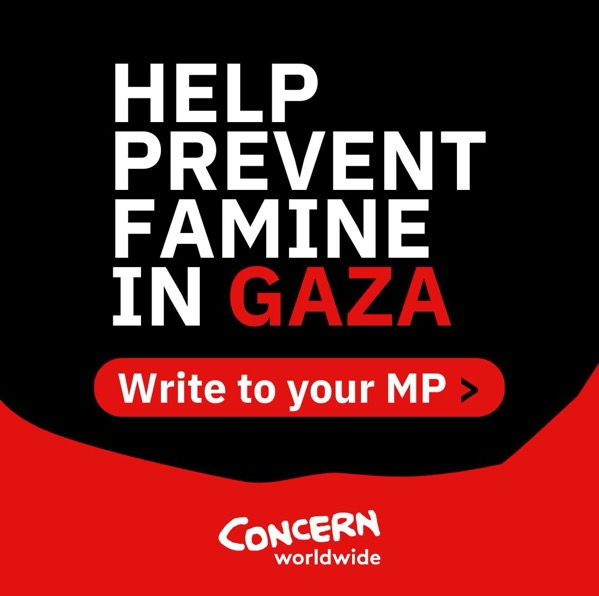 HELP
PREVENT
FAMINE
IN GAZA
Write to your MP >
CONCERN
worldwide